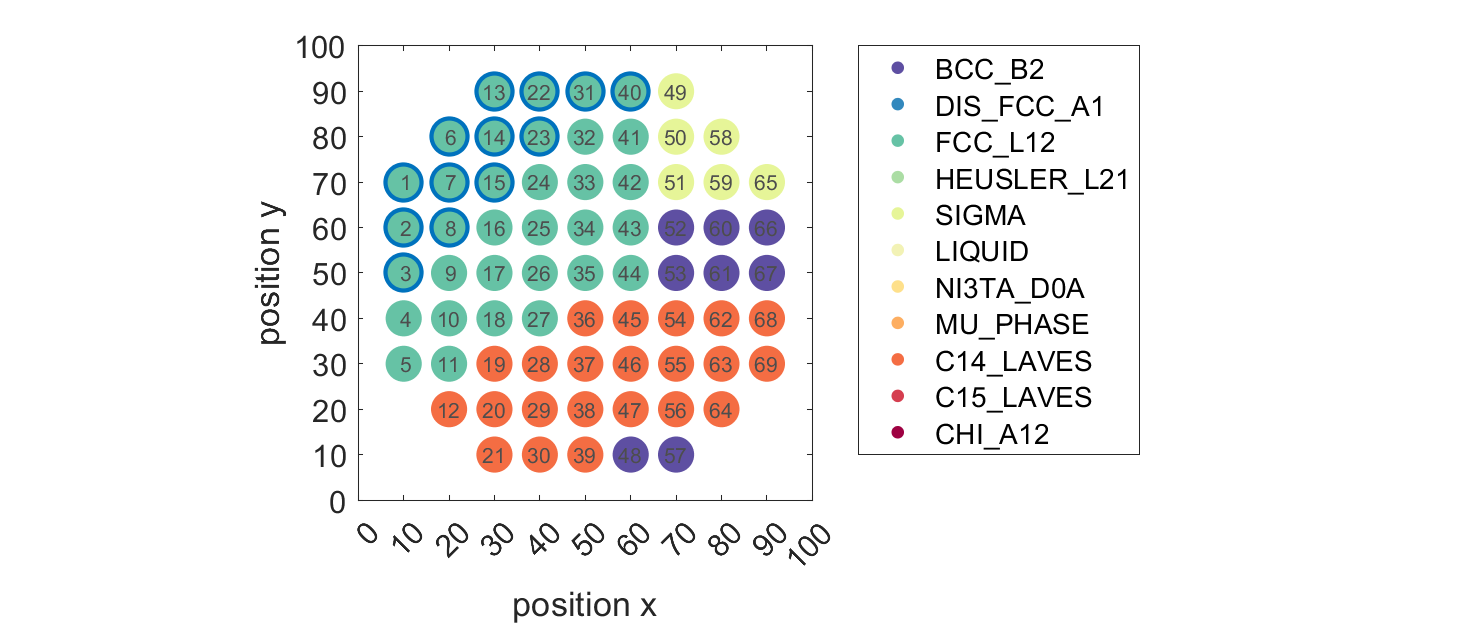 100
90 13 22 31 40 49
80 6 14 23 32 41 50 58
70 1 7 15 24 33 42 51 59 65
60 2 8 16 25 34 43 52 60 66
50 3 9 17 26 35 44 53 61 67
40 4 10 18 27 36 45 54 62 68
30 5 11 19 28 37 46 55 63 69
20 12 20 29 38 47 56 64
10 21 30 39 48 57
0
position y
0 10 20 30 40 50 60 70 80 90 100
position x
BCC_B2
DIS_FCC_A1
FCC_L12
HEUSLER_L21
SIGMA
LIQUID
NI3TA_D0A
MU_PHASE
C14_LAVES
C15_LAVES
CHI_A12